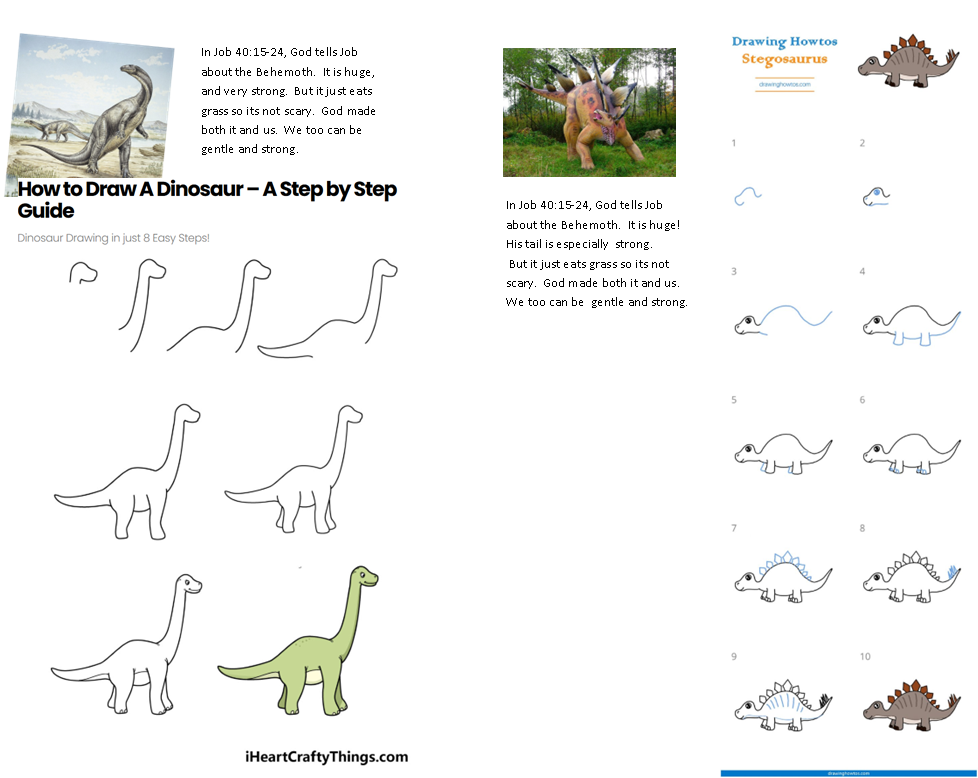 In Job 40:15-24, God tells Job
about the Behemoth. It is huge,
and very strong. But it just eats
grass so its not scary. God made
both it and us. We too can be
gentle and strong.
How to Draw A Dinosaur – A Step by Step
Guide
Dinosaur Drawing in just 8 Easy Steps!
iHeartCraftyThings.com
In Job 40:15-24, God tells Job
about the Behemoth. It is huge!
His tail is especially strong.
But it just eats grass so its not
scary. God made both it and us.
We too can be gentle and strong.
Drawing Howtos
Stegosaurus
drawinghowtos.com
1
2
3
4
5
6
7
8
9
10
drawinghowtos.com